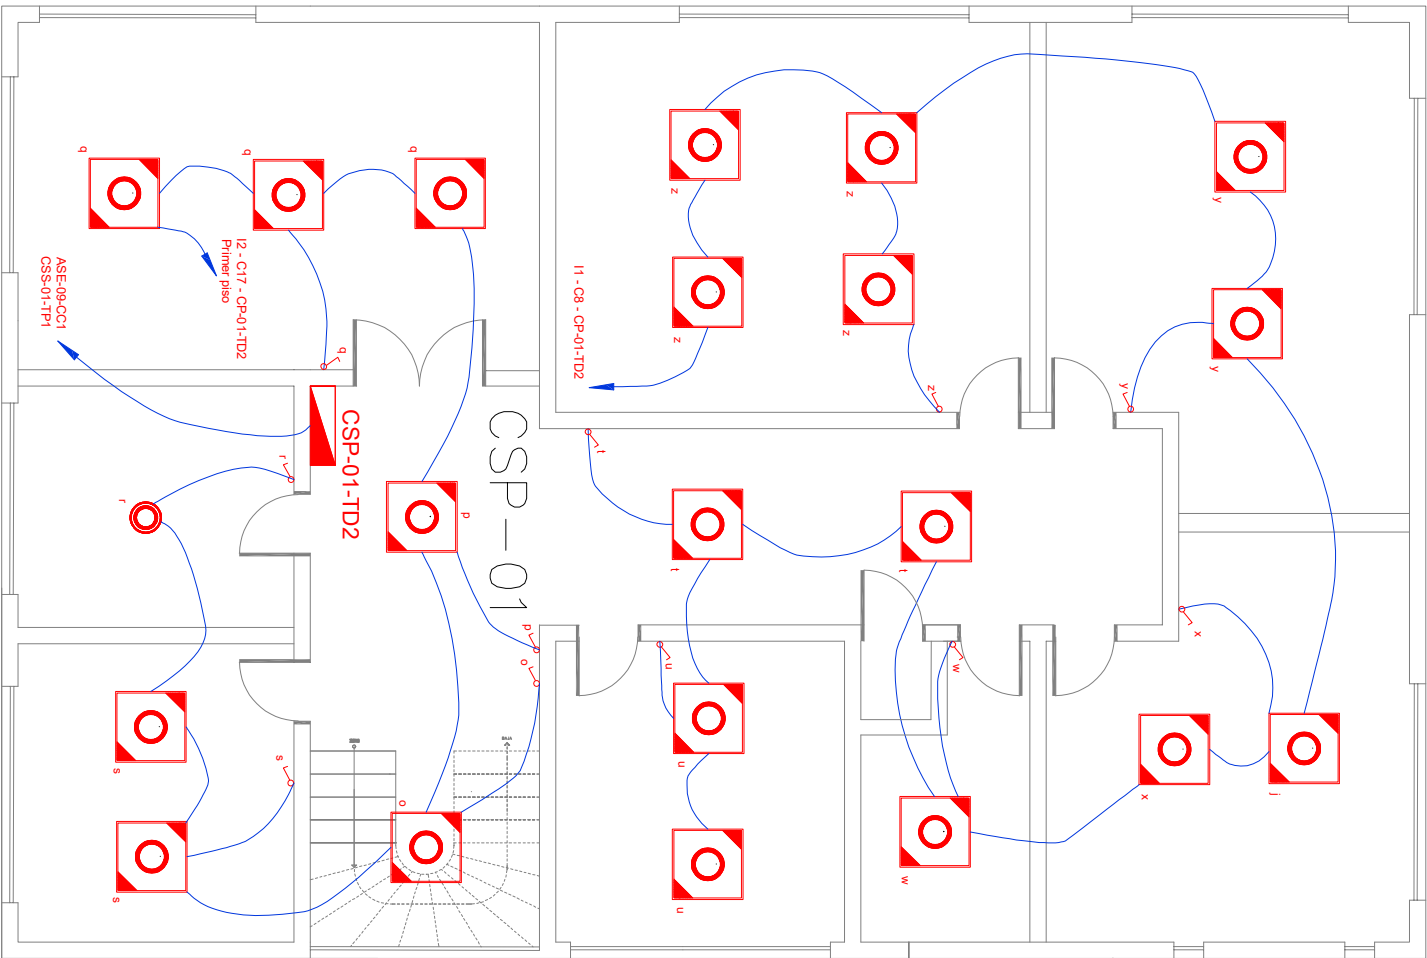 q
q
q
z
z
y
I2 - C17 - CP-01-TD2
Primer piso
ASE-09-CC1
CSS-01-TP1
I1 - C8 - CP-01-TD2
z
z
y
q
z
y
CSP-01-TD2
CSP-01
t
r
r
p
t
t
p
o
u
w
x
s
s
BAJA
u
x
j
o
s
w
u